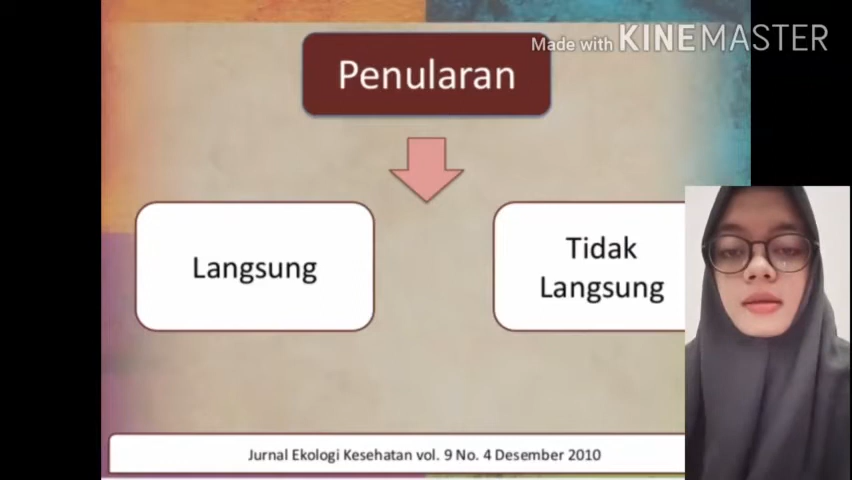 Made with KINEMASTER
Penularan
Langsung
Tidak
Langsung
Jurnal Ekologi Kesehatan vol. 9 No. 4 Desember 2010